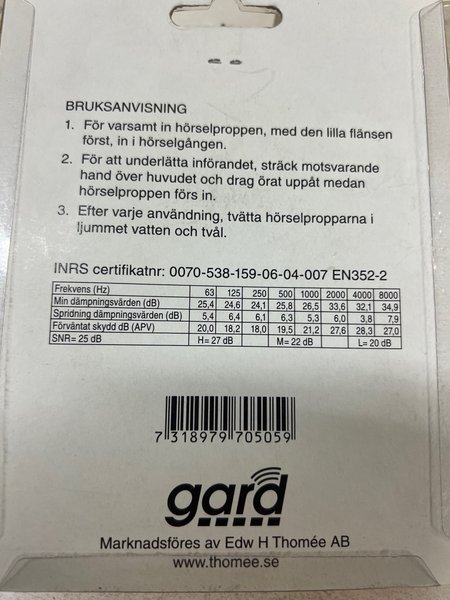 BRUKSANVISNING
1. För varsamt in hörselproppen, med den lilla flänsen
först, in i hörselgången.
2. För att underlätta införandet, sträck motsvarande
hand över huvudet och drag örat uppåt medan
hörselproppen förs in.
3. Efter varje användning, tvätta hörselpropparna i
ljummet vatten och tvål.
INRS certifikatnr: 0070-538-159-06-04-007 EN352-2
Frekvens (Hz) 63 125 250 500 1000 2000 4000 8000
Min dämpningsvärden (dB) 25,4 24,6 24,1 25,8 26,5 33,6 32,1 34,9
Spridning dämpningsvärden (dB) 5,4 6,4 6,1 6,3 5,3 6,0 3,8 7,9
Förväntat skydd dB (APV) 20,0 18,2 18,0 19,5 21,2 27,6 28,3 27,0
SNR= 25 dB H= 27 dB M= 22 dB L= 20 dB
7 318979 705059
gard
Marknadsföres av Edw H Thomée AB
www.thomee.se